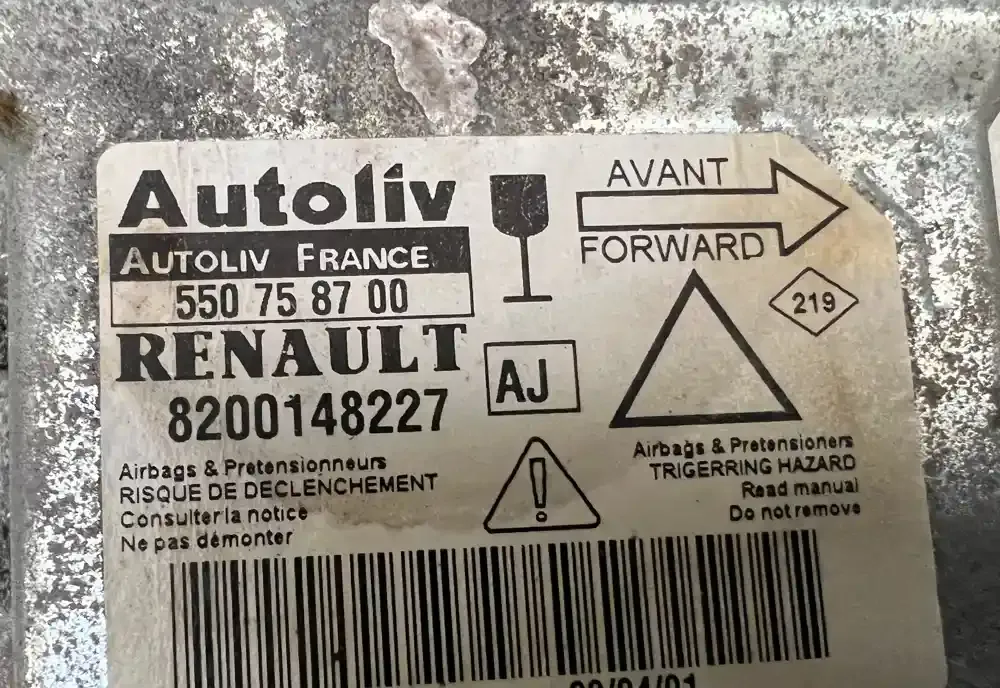 Autoliv
AUTOLIV FRANCE
550 75 87 00
RENAULT
8200148227
AJ
AVANT
FORWARD
219
Airbags & Pretensionneurs
RISQUE DE DECLENCHEMENT
Consulter la notice
Ne pas démonter
Airbags & Pretensioners
TRIGERRING HAZARD
Read manual
Do not remove